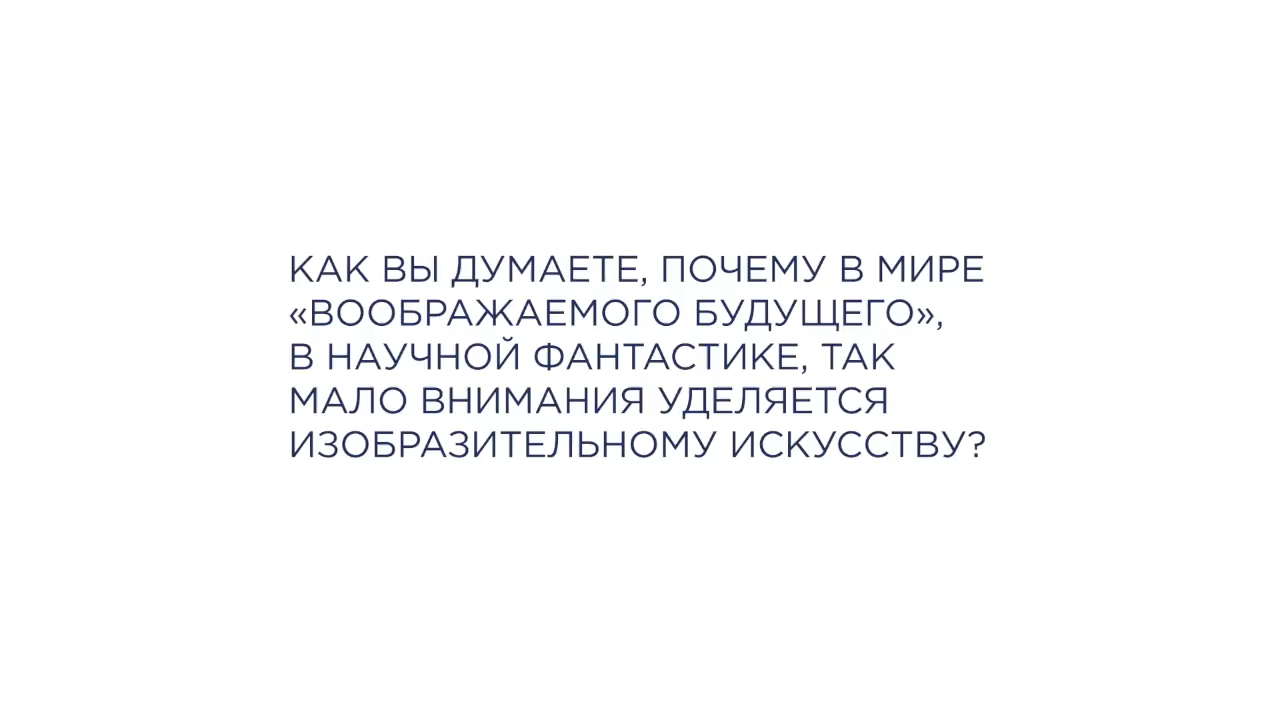 КАК ВЫ ДУМАЕТЕ, ПОЧЕМУ В МИРЕ
«ВООБРАЖАЕМОГО БУДУЩЕГО»,
В НАУЧНОЙ ФАНТАСТИКЕ, ТАК
МАЛО ВНИМАНИЯ УДЕЛЯЕТСЯ
ИЗОБРАЗИТЕЛЬНОМУ ИСКУССТВУ?